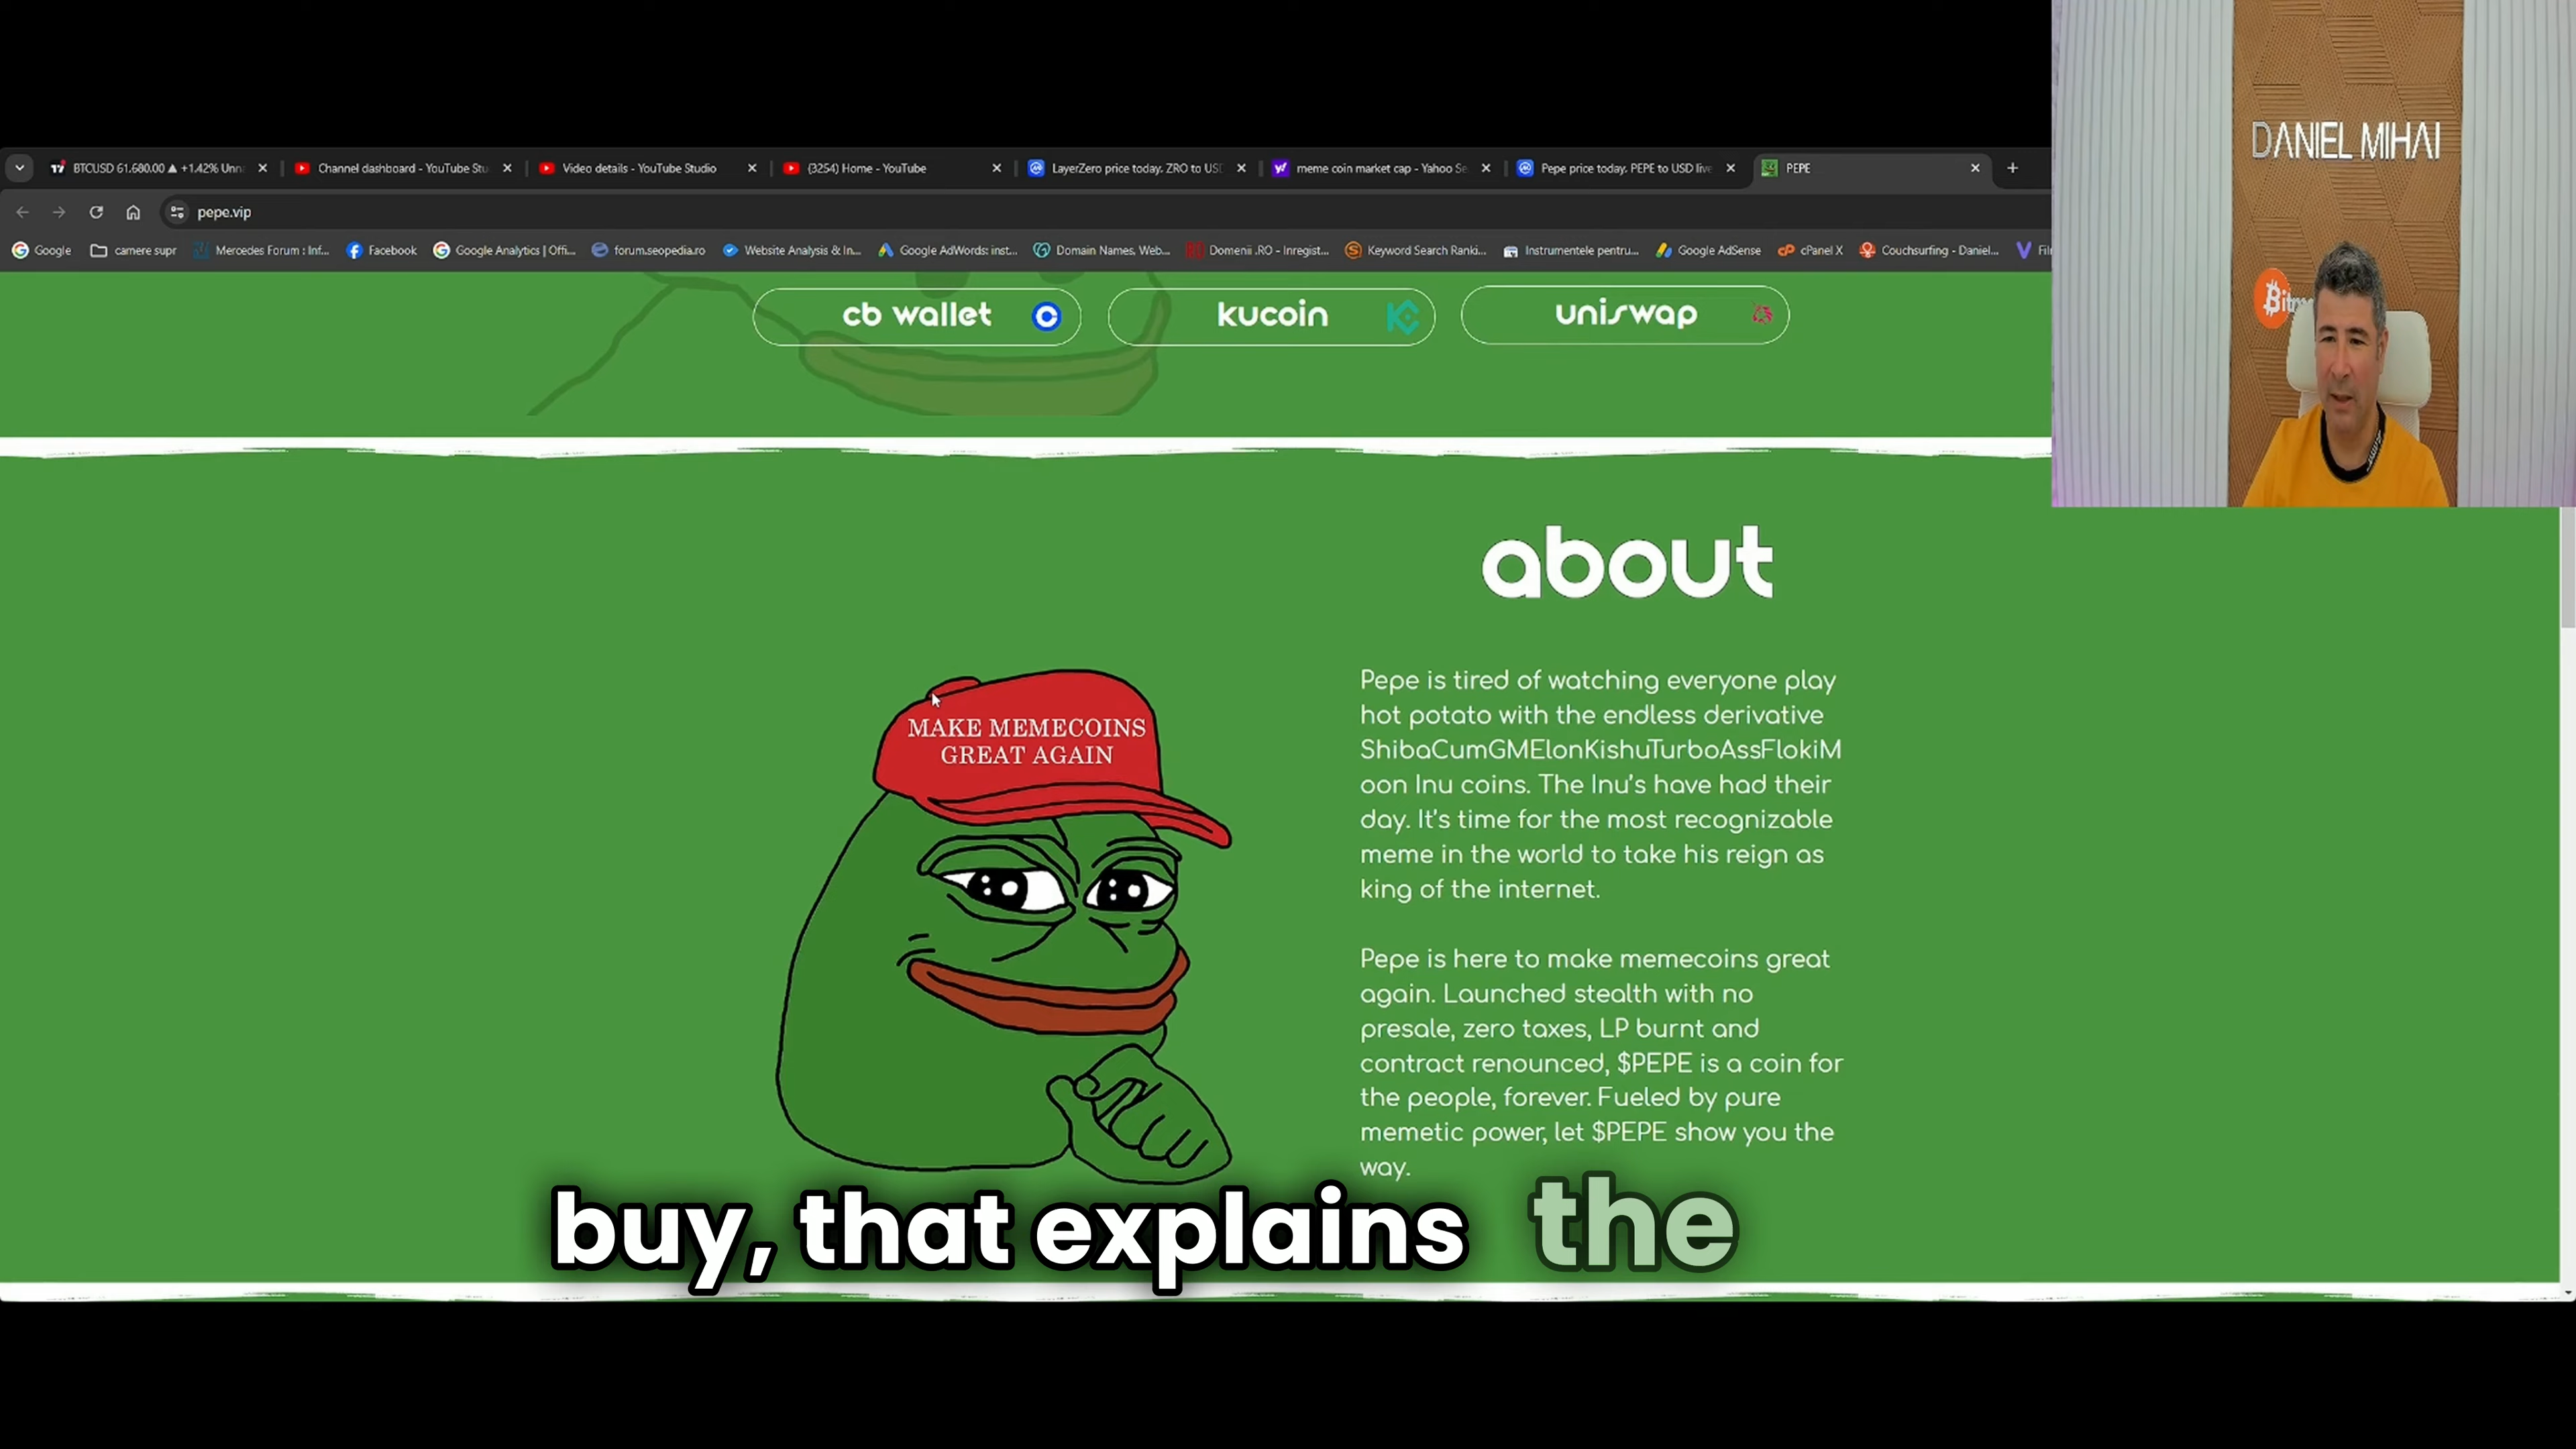 BTCUSD 61.680.00 ▲ +1.42% Unn
Channel dashboard - YouTube Stu
Video details - YouTube Studio
(3254) Home - YouTube
LayerZero price today, ZRO to USD
meme coin market cap - Yahoo Se
Pepe price today, PEPE to USD live
PEPE
DANIEL MIHAI
pepe.vip
Google
camere supr
Mercedes Forum : Inf...
Facebook
Google Analytics | Offi...
forum.seopedia.ro
Website Analysis & In...
Google AdWords: inst...
Domain Names, Web...
Domenii .RO - Inregist...
Keyword Search Ranki...
Instrumentele pentru...
Google AdSense
cPanel X
Couchsurfing - Daniel...
cb wallet
kucoin
uniswap
about
MAKE MEMECOINS
GREAT AGAIN
Pepe is tired of watching everyone play
hot potato with the endless derivative
ShibaCumGMElonKishuTurboAssFlokiM
oon Inu coins. The Inu's have had their
day. It's time for the most recognizable
meme in the world to take his reign as
king of the internet.
Pepe is here to make memecoins great
again. Launched stealth with no
presale, zero taxes, LP burnt and
contract renounced, $PEPE is a coin for
the people, forever. Fueled by pure
memetic power, let $PEPE show you the
way.
buy, that explains the